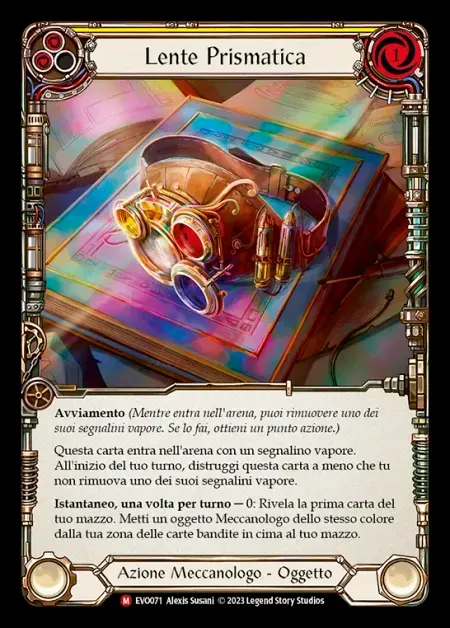 Lente Prismatica
1
Avviamento (Mentre entra nell'arena, puoi rimuovere uno dei
suoi segnalini vapore. Se lo fai, ottieni un punto azione.)
Questa carta entra nell'arena con un segnalino vapore.
All'inizio del tuo turno, distruggi questa carta a meno che tu
non rimuova uno dei suoi segnalini vapore.
Istantaneo, una volta per turno — 0: Rivela la prima carta del
tuo mazzo. Metti un oggetto Meccanologo dello stesso colore
dalla tua zona delle carte bandite in cima al tuo mazzo.
Azione Meccanologo - Oggetto
M EVO071 Alexis Susani © 2023 Legend Story Studios